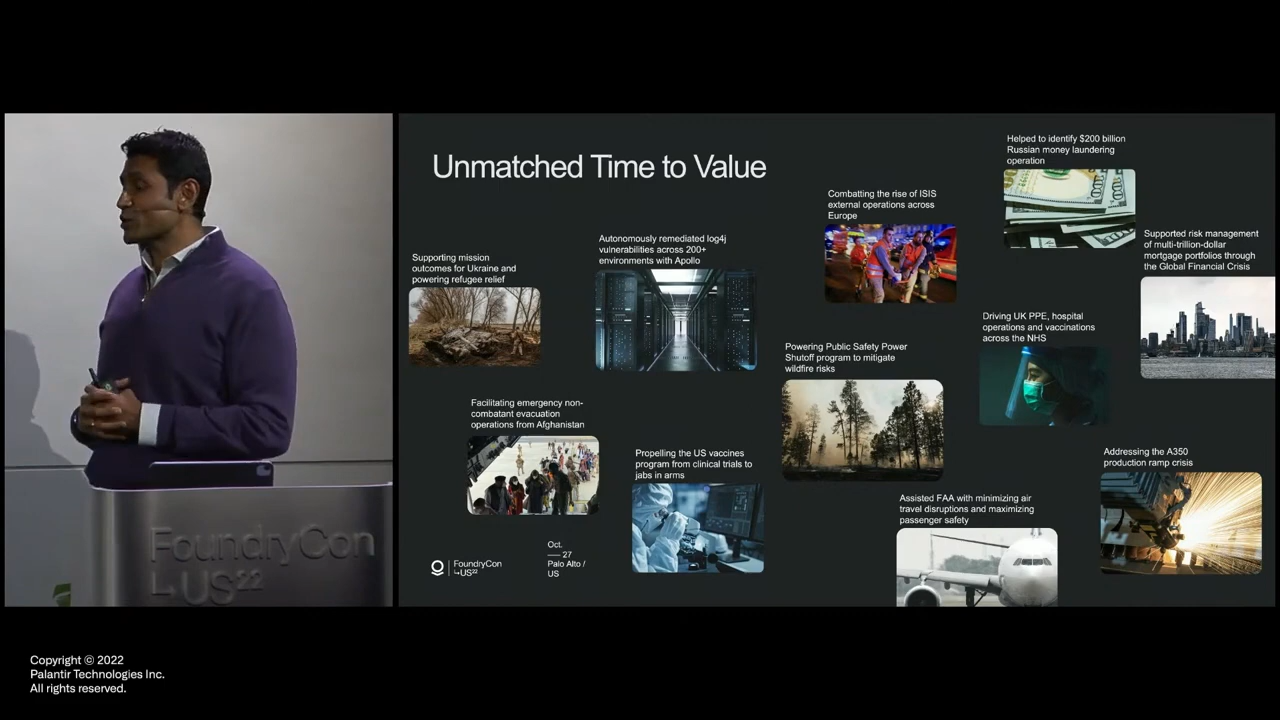 Unmatched Time to Value
Helped to identify $200 billion
Russian money laundering
operation
Combatting the rise of ISIS
external operations across
Europe
Supported risk management
of multi-trillion-dollar
mortgage portfolios through
the Global Financial Crisis
Autonomously remediated log4j
vulnerabilities across 200+
environments with Apollo
Supporting mission
outcomes for Ukraine and
powering refugee relief
Driving UK PPE, hospital
operations and vaccinations
across the NHS
Powering Public Safety Power
Shutoff program to mitigate
wildfire risks
Facilitating emergency non-
combatant evacuation
operations from Afghanistan
Propelling the US vaccines
program from clinical trials to
jabs in arms
Addressing the A350
production ramp crisis
Assisted FAA with minimizing air
travel disruptions and maximizing
passenger safety
FoundryCon
↳US22
Oct.
— 27
Palo Alto /
US
FoundryCon
↳US22
Copyright © 2022
Palantir Technologies Inc.
All rights reserved.